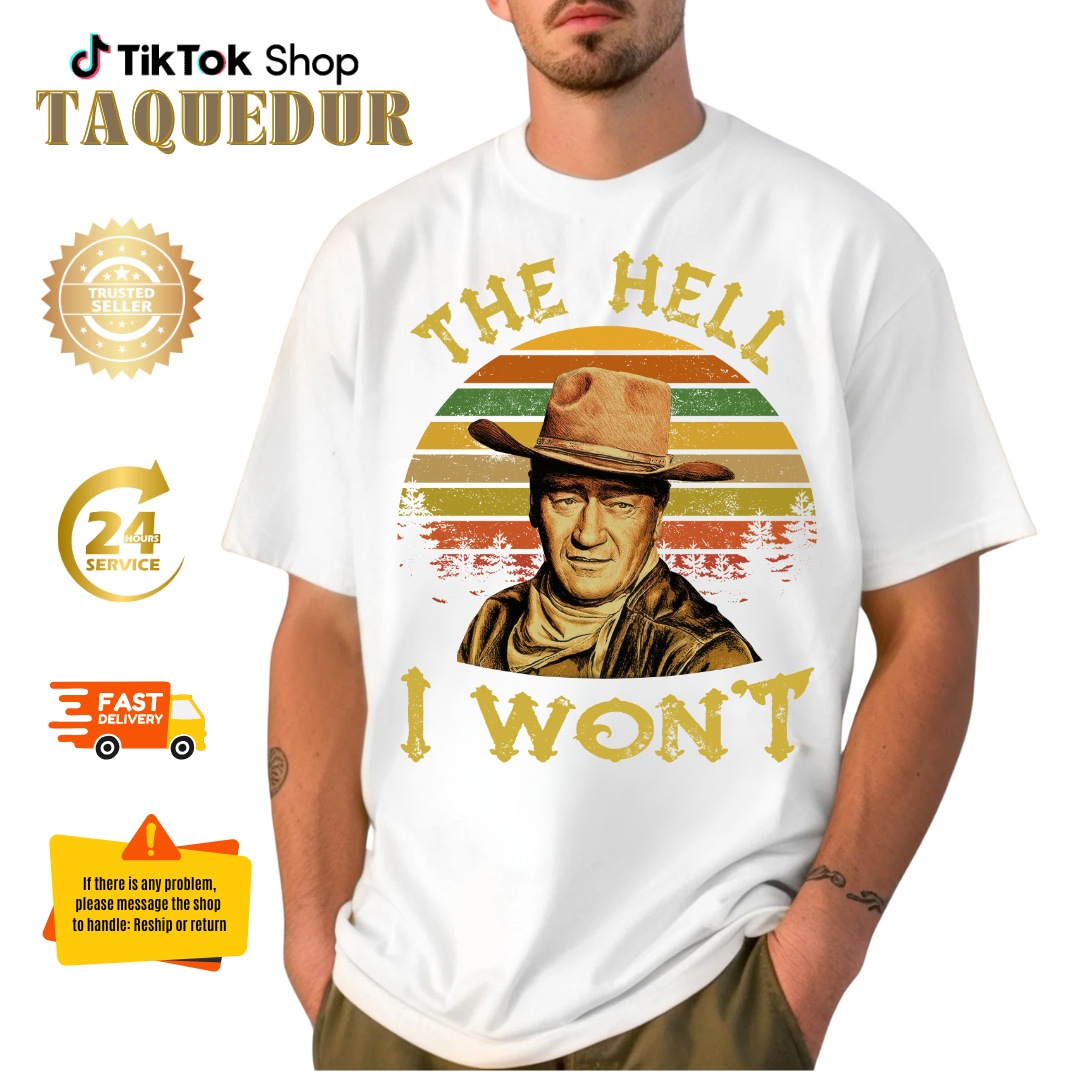 TikTok Shop
TAQUEDUR
TRUSTED
SELLER
24
HOURS
SERVICE
FAST
DELIVERY
If there is any problem,
please message the shop
to handle: Reship or return
THE HELL
I WON'T